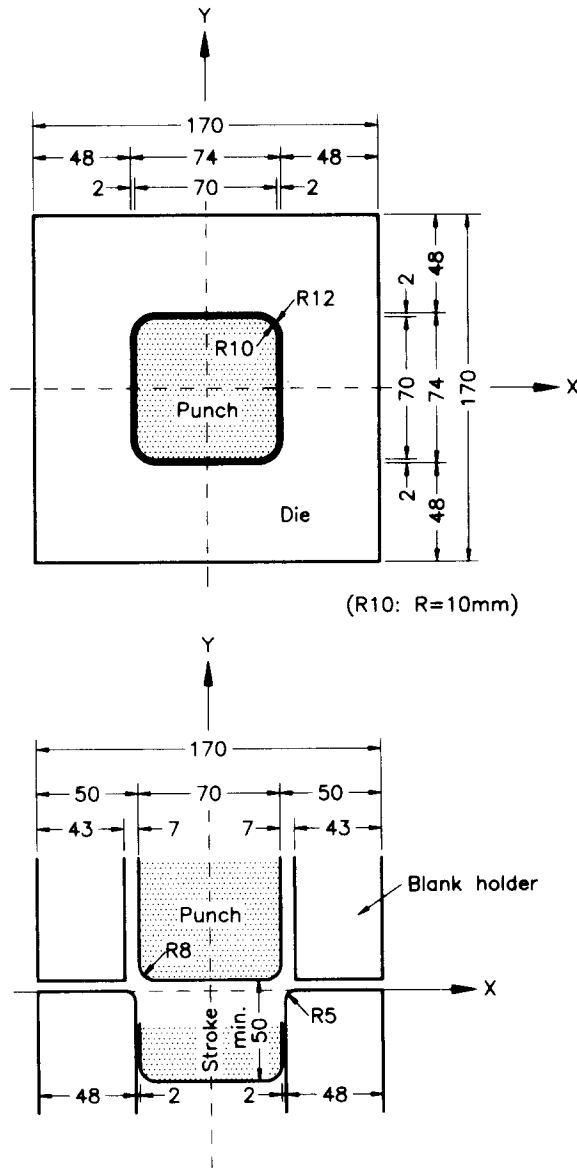 Y
170
48 74 48
2 70 2
R12
R10
Punch
X
Die
2 48
70 74 170
2 48
(R10: R=10mm)
Y
170
50 70 50
43 7 7 43
Blank holder
Punch
R8
X
R5
Stroke
min.
50
48 2 2 48